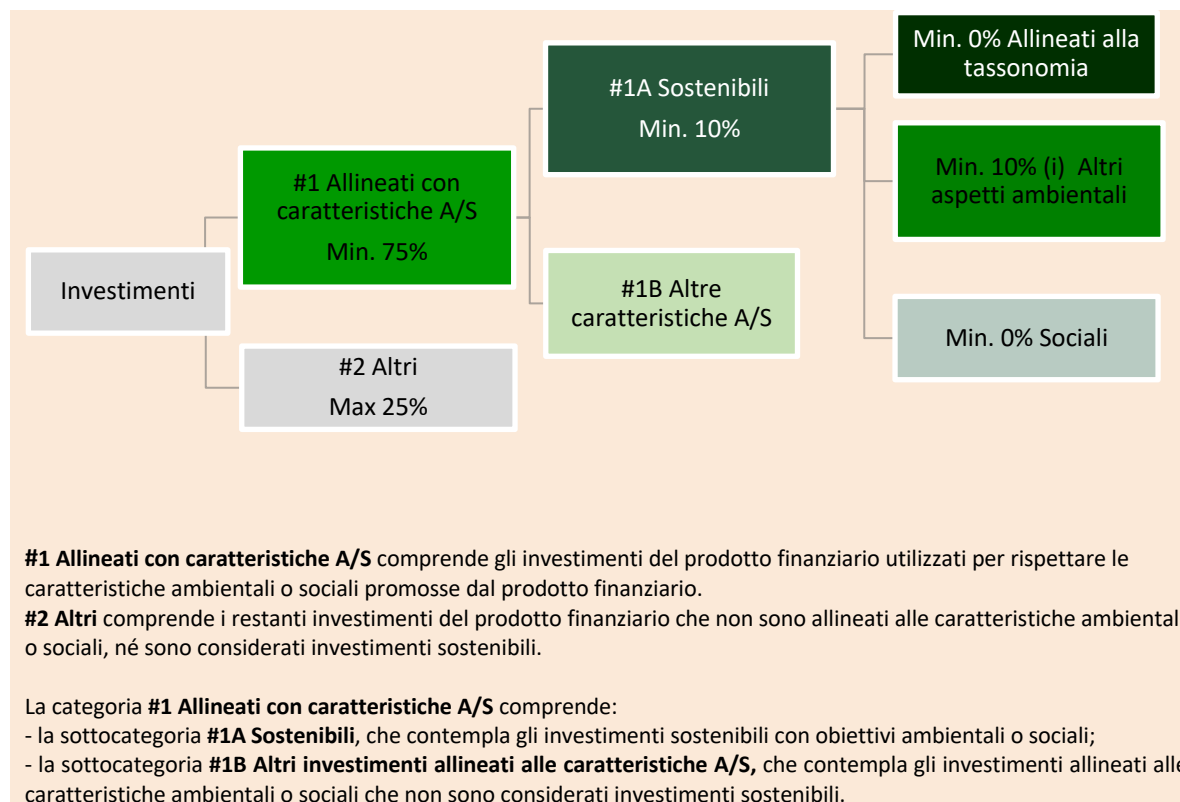 Min. 0% Allineati alla
tassonomia
#1A Sostenibili
Min. 10%
Min. 10% (i) Altri
aspetti ambientali
#1 Allineati con
caratteristiche A/S
Min. 75%
Investimenti
#1B Altre
caratteristiche A/S
Min. 0% Sociali
#2 Altri
Max 25%
#1 Allineati con caratteristiche A/S comprende gli investimenti del prodotto finanziario utilizzati per rispettare le
caratteristiche ambientali o sociali promosse dal prodotto finanziario.
#2 Altri comprende i restanti investimenti del prodotto finanziario che non sono allineati alle caratteristiche ambental
o sociali, né sono considerati investimenti sostenibili.
La categoria #1 Allineati con caratteristiche A/S comprende:
- la sottocategoria #1A Sostenibili, che contempla gli investimenti sostenibili con obiettivi ambientali o sociali;
- la sottocategoria #1B Altri investimenti allineati alle caratteristiche A/S, che contempla gli investimenti allineati alle
caratteristiche ambientali o sociali che non sono considerati investimenti sostenibili.